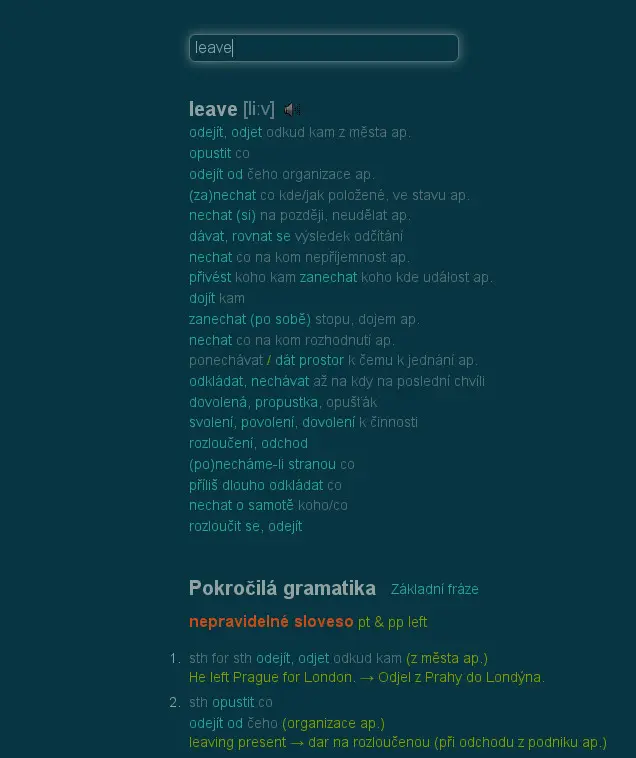 leave
leave [li:v]
odejít, odjet odkud kam z města ap.
opustit co
odejít od čeho organizace ap.
(za)nechat co kde/jak položené, ve stavu ap.
nechat (si) na později, neudělat ap.
dávat, rovnat se výsledek odčítání
nechat co na kom nepříjemnost ap.
přivést koho kam zanechat koho kde událost ap.
dojít kam
zanechat (po sobě) stopu, dojem ap.
nechat co na kom rozhodnutí ap.
ponechávat / dát prostor k čemu k jednání ap.
odkládat, nechávat až na kdy na poslední chvíli
dovolená, propustka, opušťák
svolení, povolení, dovolení k činnosti
rozloučení, odchod
(po)necháme-li stranou co
příliš dlouho odkládat co
nechat o samotě koho/co
rozloučit se, odejít
Pokročilá gramatika Základní fráze
nepravidelné sloveso pt & pp left
1. sth for sth odejít, odjet odkud kam (z města ap.)
He left Prague for London. → Odjel z Prahy do Londýna.
2. sth opustit co
odejít od čeho (organizace ap.)
leaving present → dar na rozloučenou (při odchodu z podniku ap.)